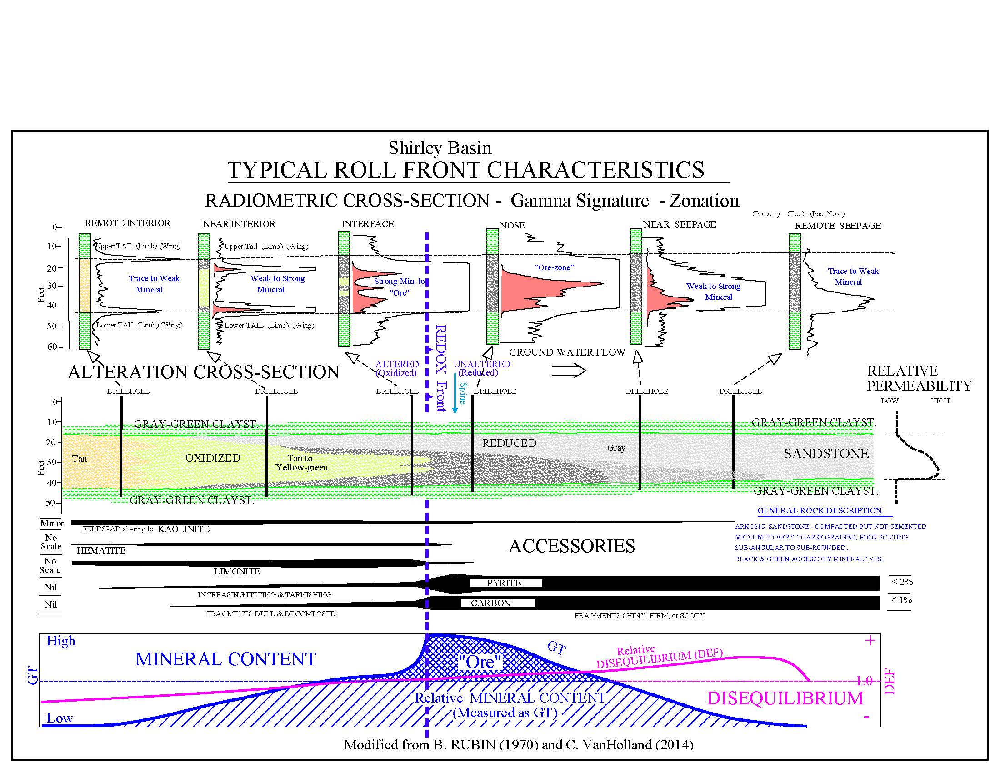 Shirley Basin
TYPICAL ROLL FRONT CHARACTERISTICS
RADIOMETRIC CROSS-SECTION - Gamma Signature - Zonation
(Protore) (Toe) (Past Nose)
REMOTE INTERIOR
NEAR INTERIOR
INTERFACE
NOSE
NEAR SEEPAGE
REMOTE SEEPAGE
Feet
0
10
20
30
40
50
60
Upper TAIL (Limb) (Wing)
Trace to Weak
Mineral
Lower TAIL (Limb) (Wing)
Upper Tail (Limb) (Wing)
Weak to Strong
Mineral
Lower TAIL (Limb) (Wing)
Strong Min. to
"Ore"
"Ore-zone"
Weak to Strong
Mineral
Trace to Weak
Mineral
REDOX Front
GROUND WATER FLOW
ALTERED
(Oxidized)
UNALTERED
(Reduced)
Spine
ALTERATION CROSS-SECTION
RELATIVE
PERMEABILITY
LOW
HIGH
DRILLHOLE
DRILLHOLE
DRILLHOLE
DRILLHOLE
DRILLHOLE
DRILLHOLE
Feet
0
10
20
30
40
50
GRAY-GREEN CLAYST.
GRAY-GREEN CLAYST.
Tan
OXIDIZED
Tan to
Yellow-green
REDUCED
Gray
SANDSTONE
GRAY-GREEN CLAYST.
GRAY-GREEN CLAYST.
GENERAL ROCK DESCRIPTION
ARKOSIC SANDSTONE - COMPACTED BUT NOT CEMENTED
MEDIUM TO VERY COARSE GRAINED, POOR SORTING,
SUB-ANGULAR TO SUB-ROUNDED,
BLACK & GREEN ACCESSORY MINERALS <1%
ACCESSORIES
Minor
FELDSPAR altering to KAOLINITE
No
Scale
HEMATITE
No
Scale
LIMONITE
Nil
PYRITE
< 2%
INCREASING PITTING & TARNISHING
Nil
CARBON
< 1%
FRAGMENTS DULL & DECOMPOSED
FRAGMENTS SHINY, FIRM, or SOOTY
High
MINERAL CONTENT
GT
"Ore"
GT
Relative
DISEQUILIBRIUM (DEF)
+
1.0
DEF
Relative MINERAL CONTENT
(Measured as GT)
DISEQUILIBRIUM
Low
-
Modified from B. RUBIN (1970) and C. VanHolland (2014)